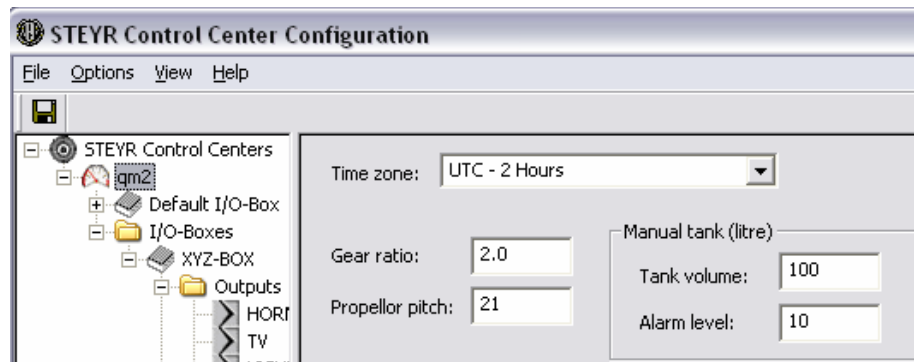 STEYR Control Center Configuration
File Options View Help
STEYR Control Centers
qm2
Default I/O-Box
I/O-Boxes
XYZ-BOX
Outputs
TV
Time zone: UTC - 2 Hours
Gear ratio: 2.0
Propellor pitch: 21
Manual tank (litre)
Tank volume: 100
Alarm level: 10